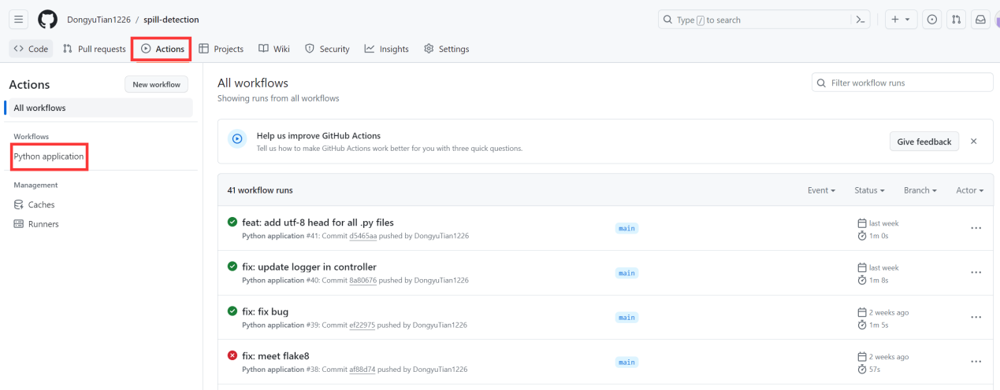 DongyuTian1226 / spill-detection
Type / to search
Code Pull requests Actions Projects Wiki Security Insights Settings
Actions
New workflow
All workflows
Workflows
Python application
Management
Caches
Runners
All workflows
Showing runs from all workflows
Filter workflow runs
Help us improve GitHub Actions
Tell us how to make GitHub Actions work better for you with three quick questions.
Give feedback
41 workflow runs
Event Status Branch Actor
feat: add utf-8 head for all .py files
Python application #41: Commit d5465aa pushed by DongyuTian1226
main
last week
1m 0s
fix: update logger in controller
Python application #40: Commit 8a80676 pushed by DongyuTian1226
main
last week
1m 8s
fix: fix bug
Python application #39: Commit ef22975 pushed by DongyuTian1226
main
2 weeks ago
1m 5s
fix: meet flake8
Python application #38: Commit af88d74 pushed by DongyuTian1226
main
2 weeks ago
57s